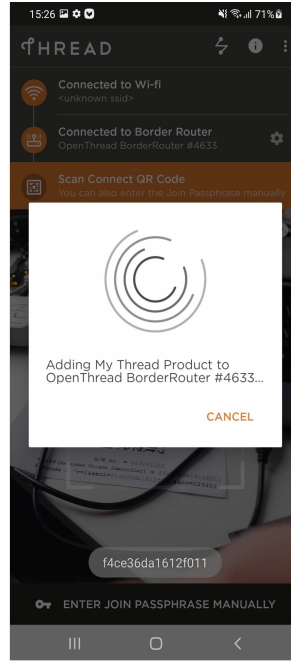 15:26
71%
THREAD
Connected to Wi-fi
<unknown ssid>
Connected to Border Router
OpenThread BorderRouter #4633
Scan Connect QR Code
You can also enter the Join Passphrase manually
Adding My Thread Product to
OpenThread BorderRouter #4633...
CANCEL
f4ce36da1612f011
ENTER JOIN PASSPHRASE MANUALLY